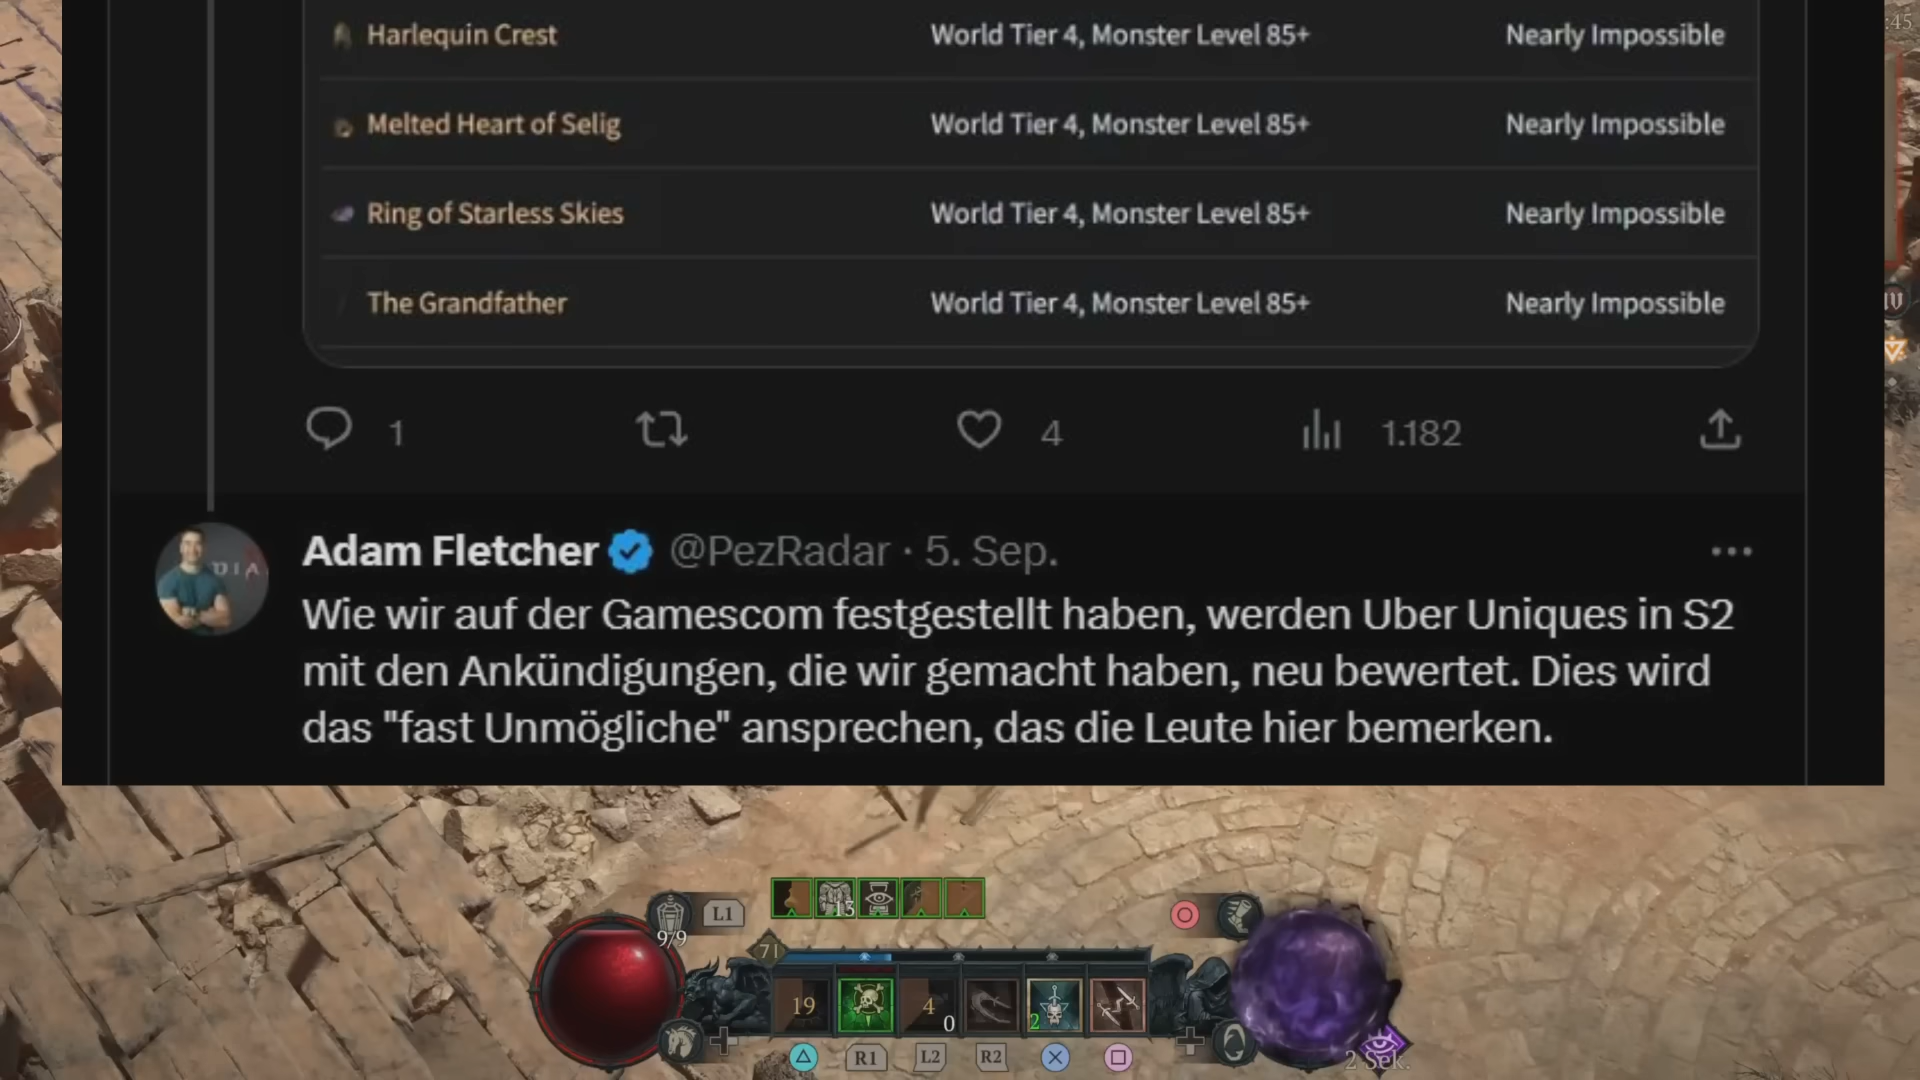 :45
Harlequin Crest World Tier 4, Monster Level 85+ Nearly Impossible
Melted Heart of Selig World Tier 4, Monster Level 85+ Nearly Impossible
Ring of Starless Skies World Tier 4, Monster Level 85+ Nearly Impossible
The Grandfather World Tier 4, Monster Level 85+ Nearly Impossible
1 4 1.182
Adam Fletcher @PezRadar · 5. Sep.
DIA
Wie wir auf der Gamescom festgestellt haben, werden Uber Uniques in S2
mit den Ankündigungen, die wir gemacht haben, neu bewertet. Dies wird
das "fast Unmögliche" ansprechen, das die Leute hier bemerken.
L1
13
9/9
71
19 4 0 2
R1 L2 R2
2 Sek.